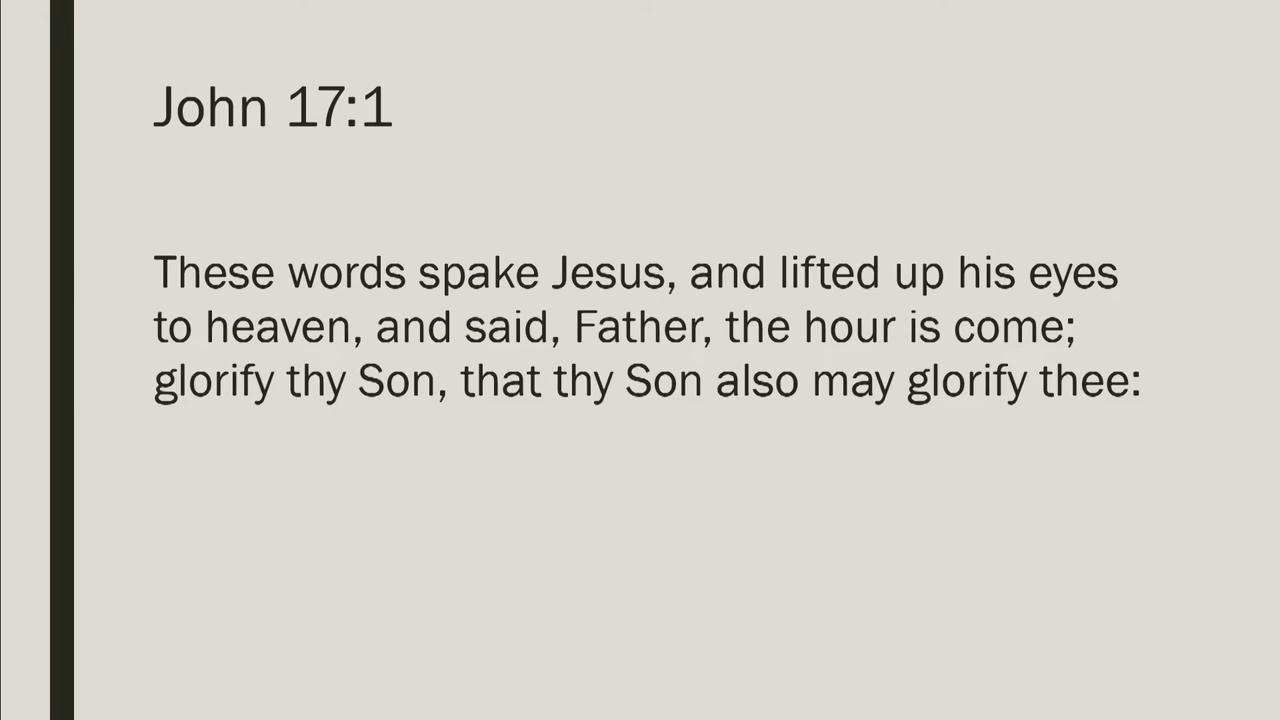 John 17:1
These words spake Jesus, and lifted up his eyes
to heaven, and said, Father, the hour is come;
glorify thy Son, that thy Son also may glorify thee: